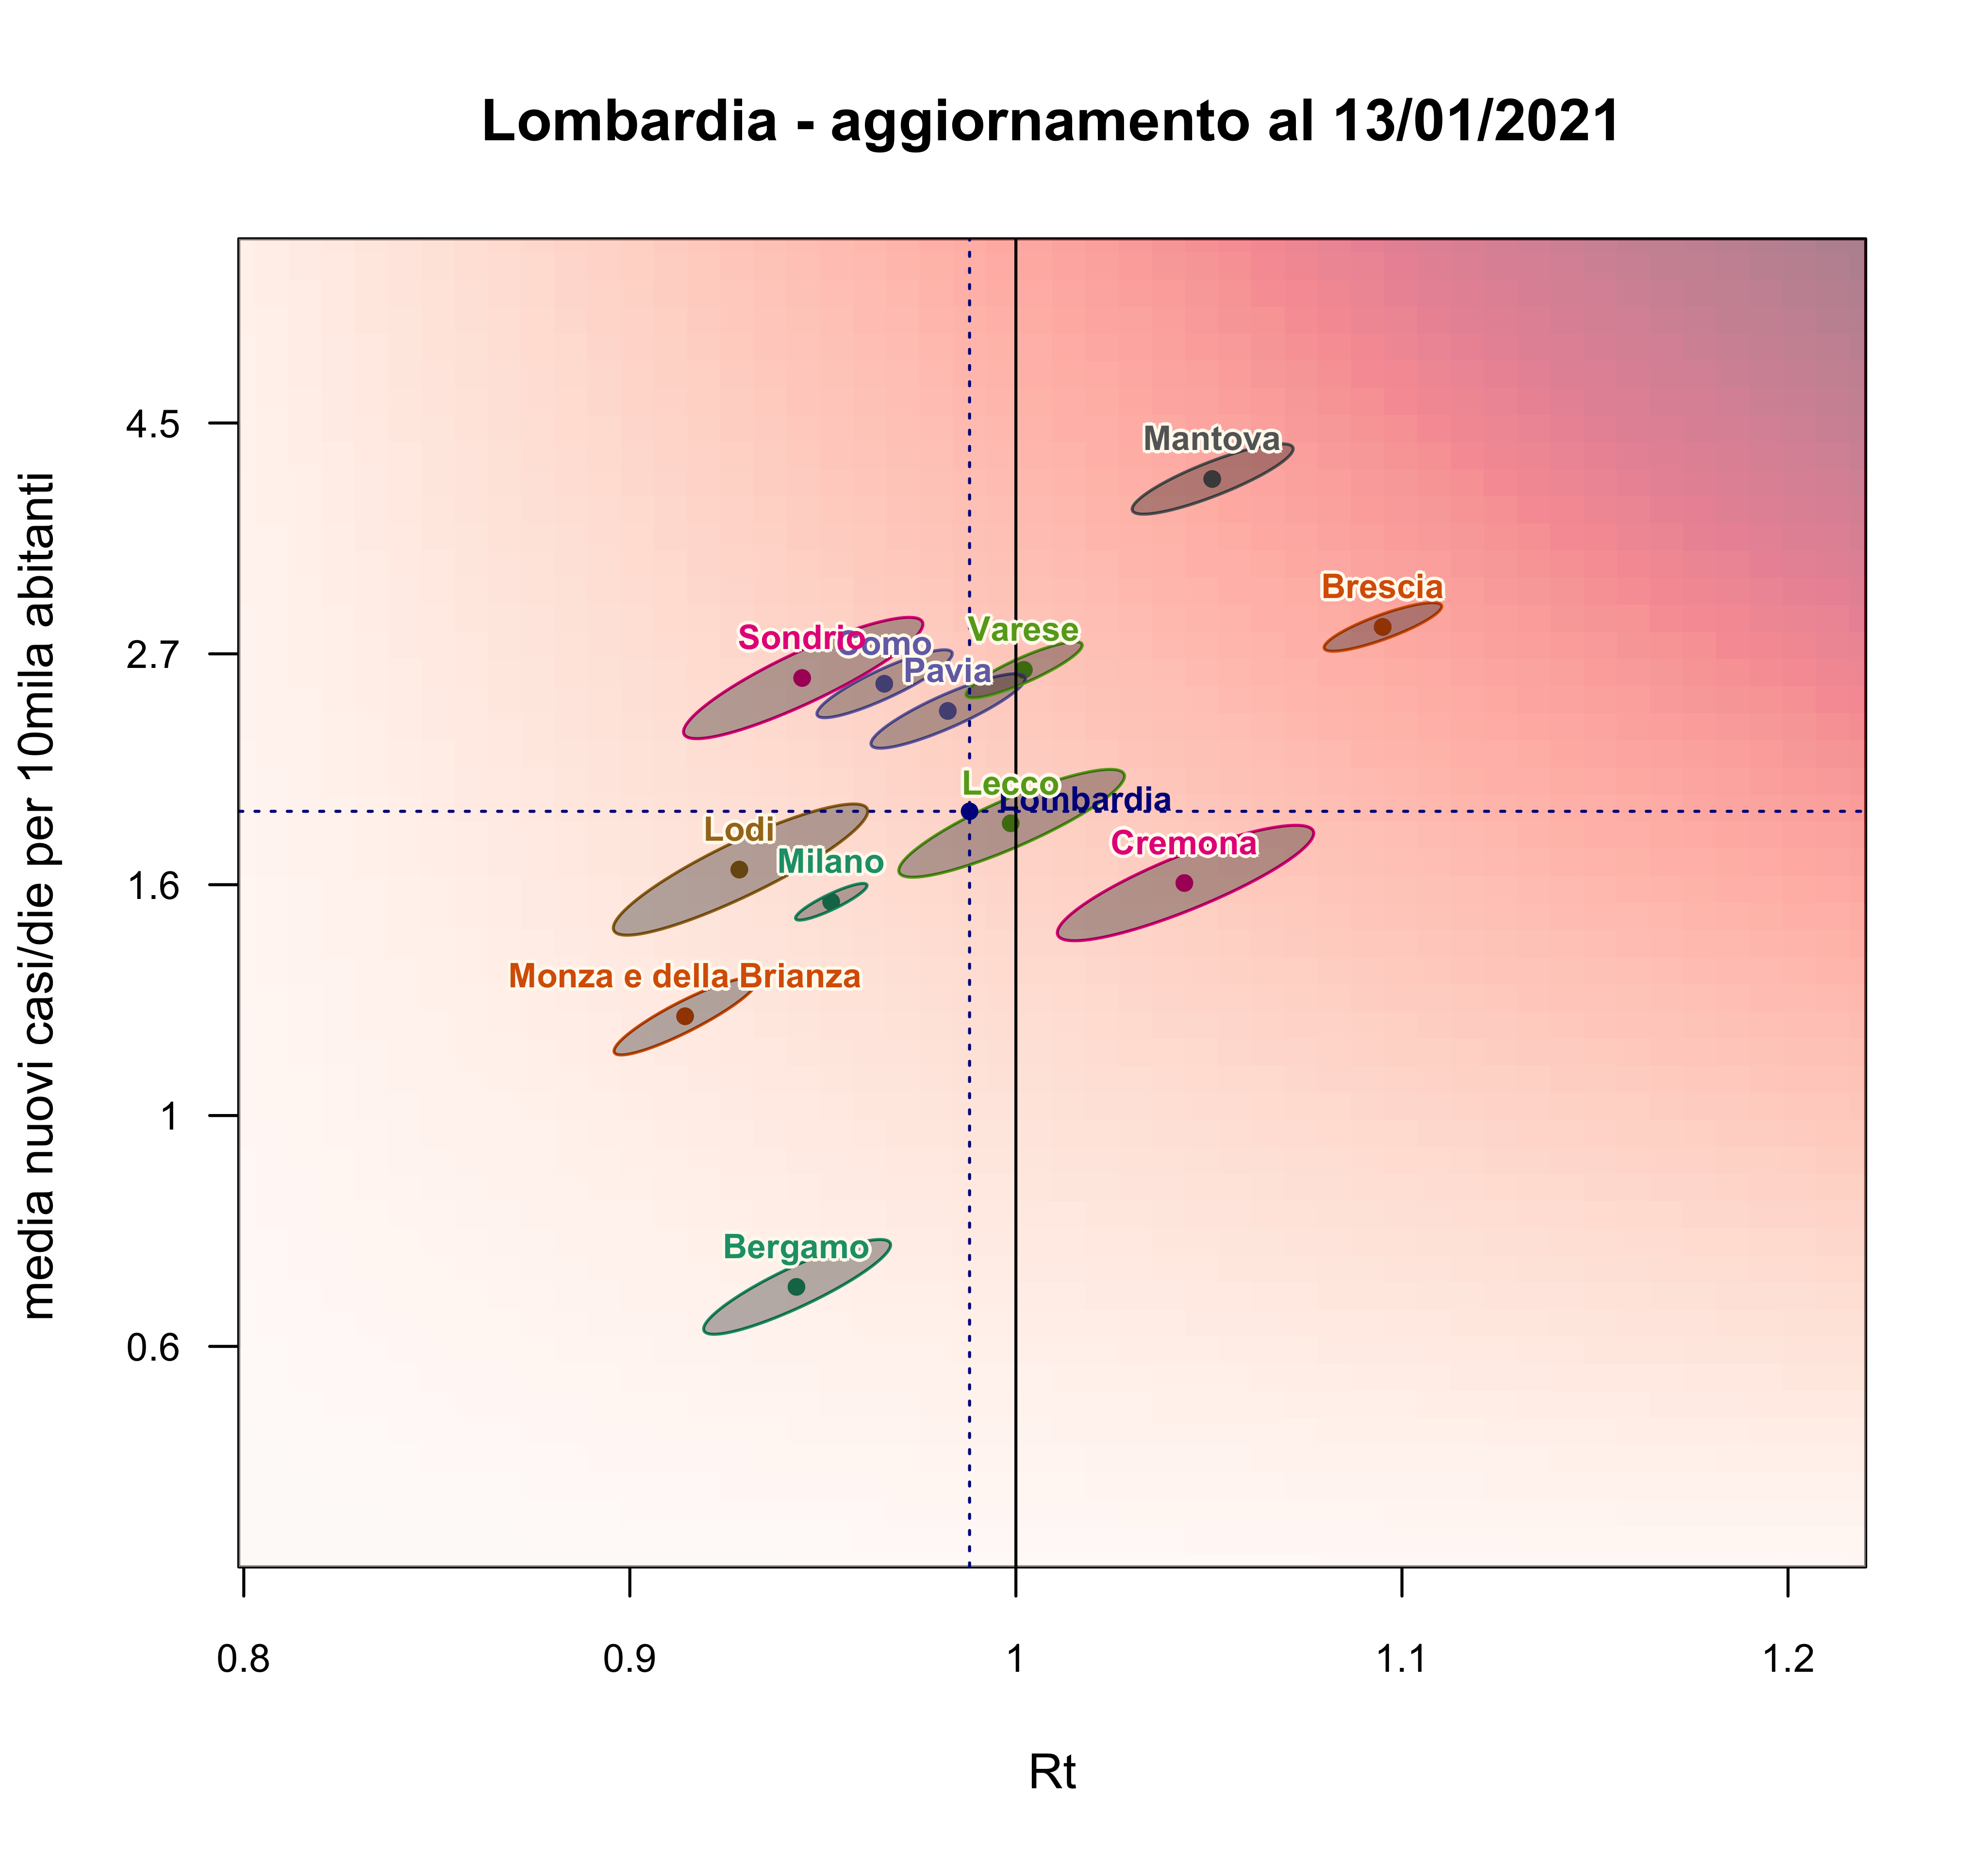 Lombardia - aggiornamento al 13/01/2021
media nuovi casi/die per 10mila abitanti
4.5
2.7
1.6
1
0.6
Mantova
Brescia
Varese
Sondrio
Como
Pavia
Lecco
Lombardia
Lodi
Cremona
Milano
Monza e della Brianza
Bergamo
0.8
0.9
1
1.1
1.2
Rt